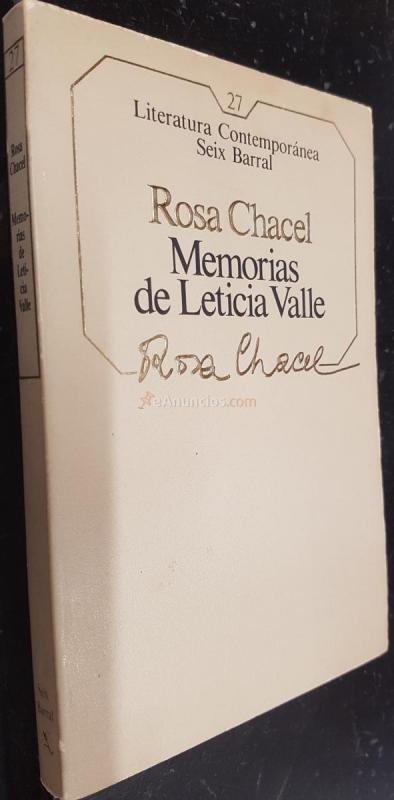 27
Rosa
Chacel
Memo-
rias
de
Leti-
cia
Valle
Seix
Barral
27
Literatura Contemporánea
Seix Barral
Rosa Chacel
Memorias
de Leticia Valle
Rosa Chacel
eAnuncios.com